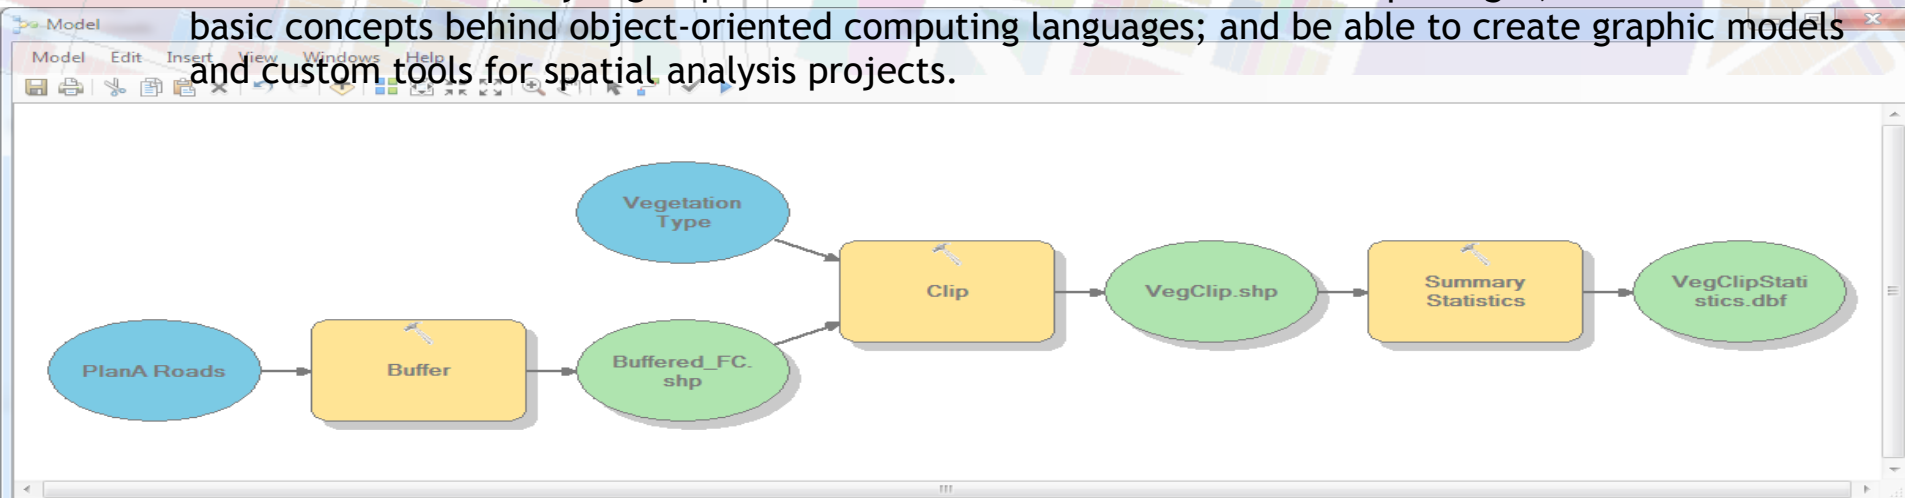 basic concepts behind object-oriented computing languages; and be able to create graphic models
and custom tools for spatial analysis projects.
Model
Model Edit Insert View Windows Help
Vegetation
Type
Clip
VegClip.shp
Summary
Statistics
VegClipStati
stics.dbf
PlanA Roads
Buffer
Buffered_FC.
shp